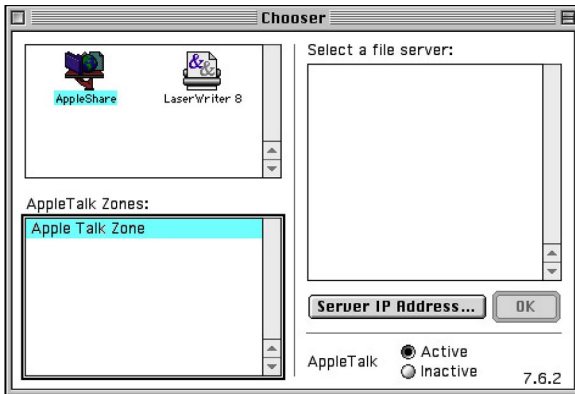 Chooser
AppleShare
LaserWriter 8
AppleTalk Zones:
Apple Talk Zone
Select a file server:
Server IP Address...
OK
AppleTalk
Active
Inactive
7.6.2